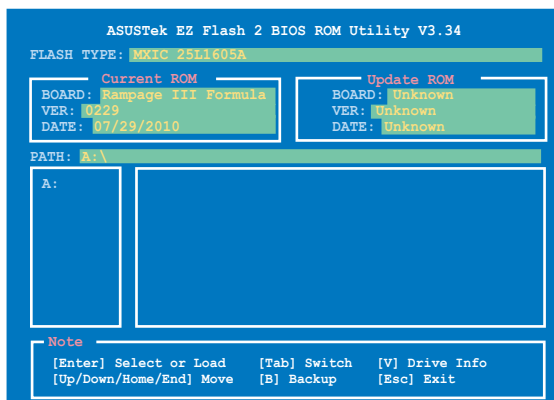 ASUSTek EZ Flash 2 BIOS ROM Utility V3.34
FLASH TYPE: MXIC 25L1605A
Current ROM
BOARD: Rampage III Formula
VER: 0229
DATE: 07/29/2010
Update ROM
BOARD: Unknown
VER: Unknown
DATE: Unknown
PATH: A:\
A:
Note
[Enter] Select or Load [Tab] Switch [V] Drive Info
[Up/Down/Home/End] Move [B] Backup [Esc] Exit